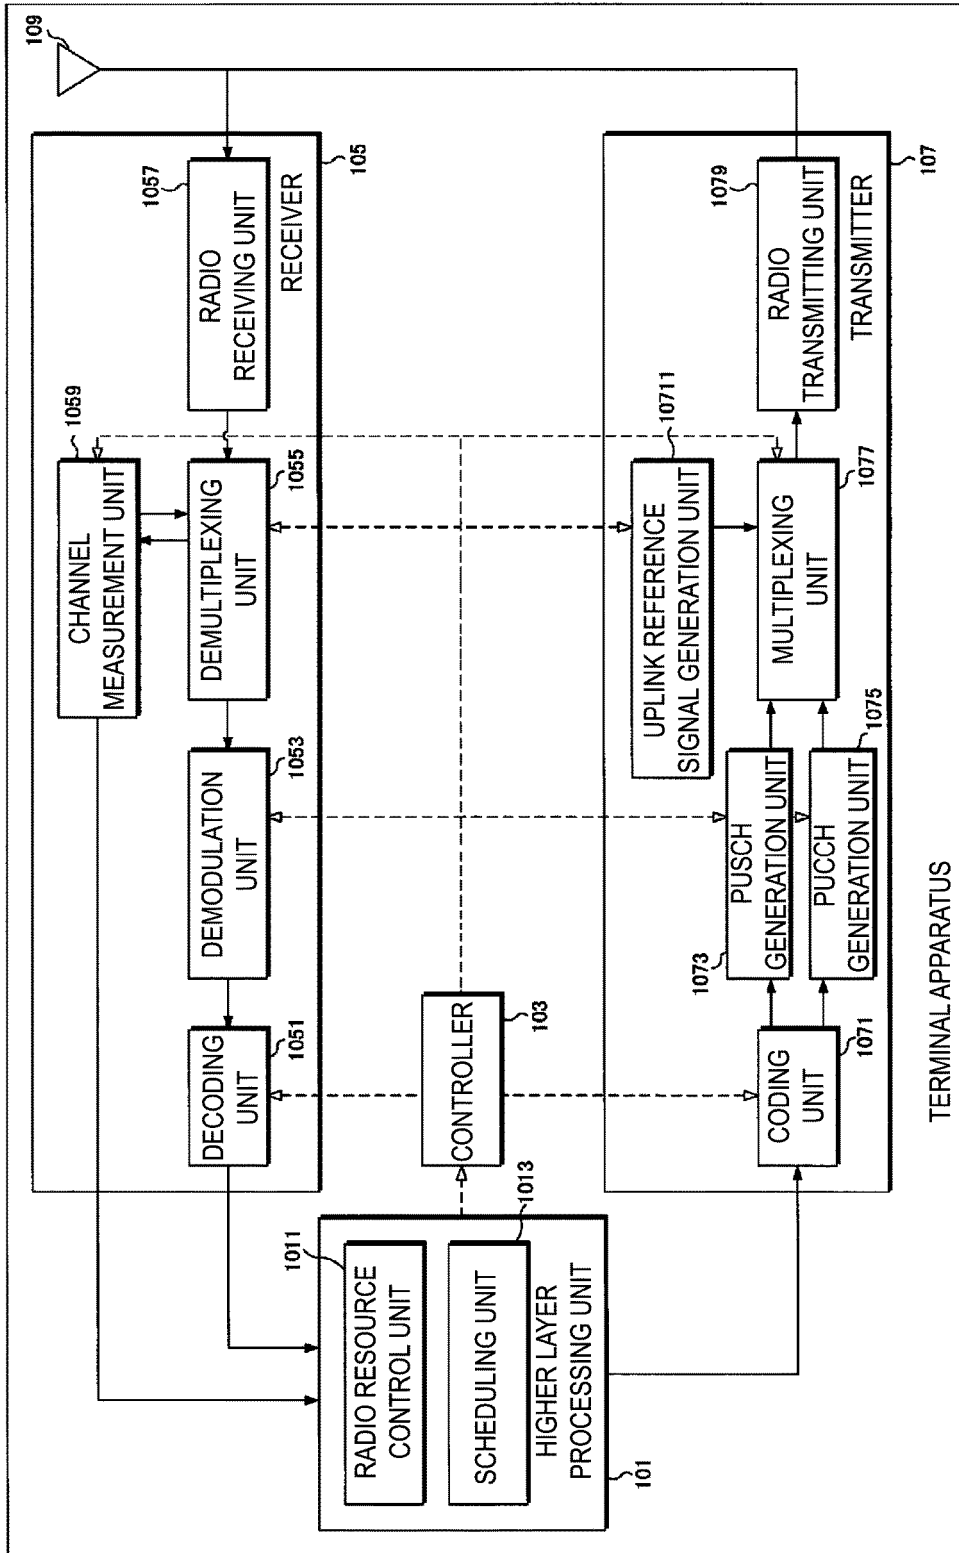 109
CHANNEL
MEASUREMENT UNIT
1059
RADIO RESOURCE
CONTROL UNIT
1011
SCHEDULING UNIT
1013
HIGHER LAYER
PROCESSING UNIT
101
DECODING
UNIT
1051
DEMODULATION
UNIT
1053
DEMULTIPLEXING
UNIT
1055
RADIO
RECEIVING UNIT
1057
RECEIVER
105
CONTROLLER
103
UPLINK REFERENCE
SIGNAL GENERATION UNIT
10711
CODING
UNIT
1071
PUSCH
GENERATION UNIT
1073
PUCCH
GENERATION UNIT
1075
MULTIPLEXING
UNIT
1077
RADIO
TRANSMITTING UNIT
1079
TRANSMITTER
107
TERMINAL APPARATUS